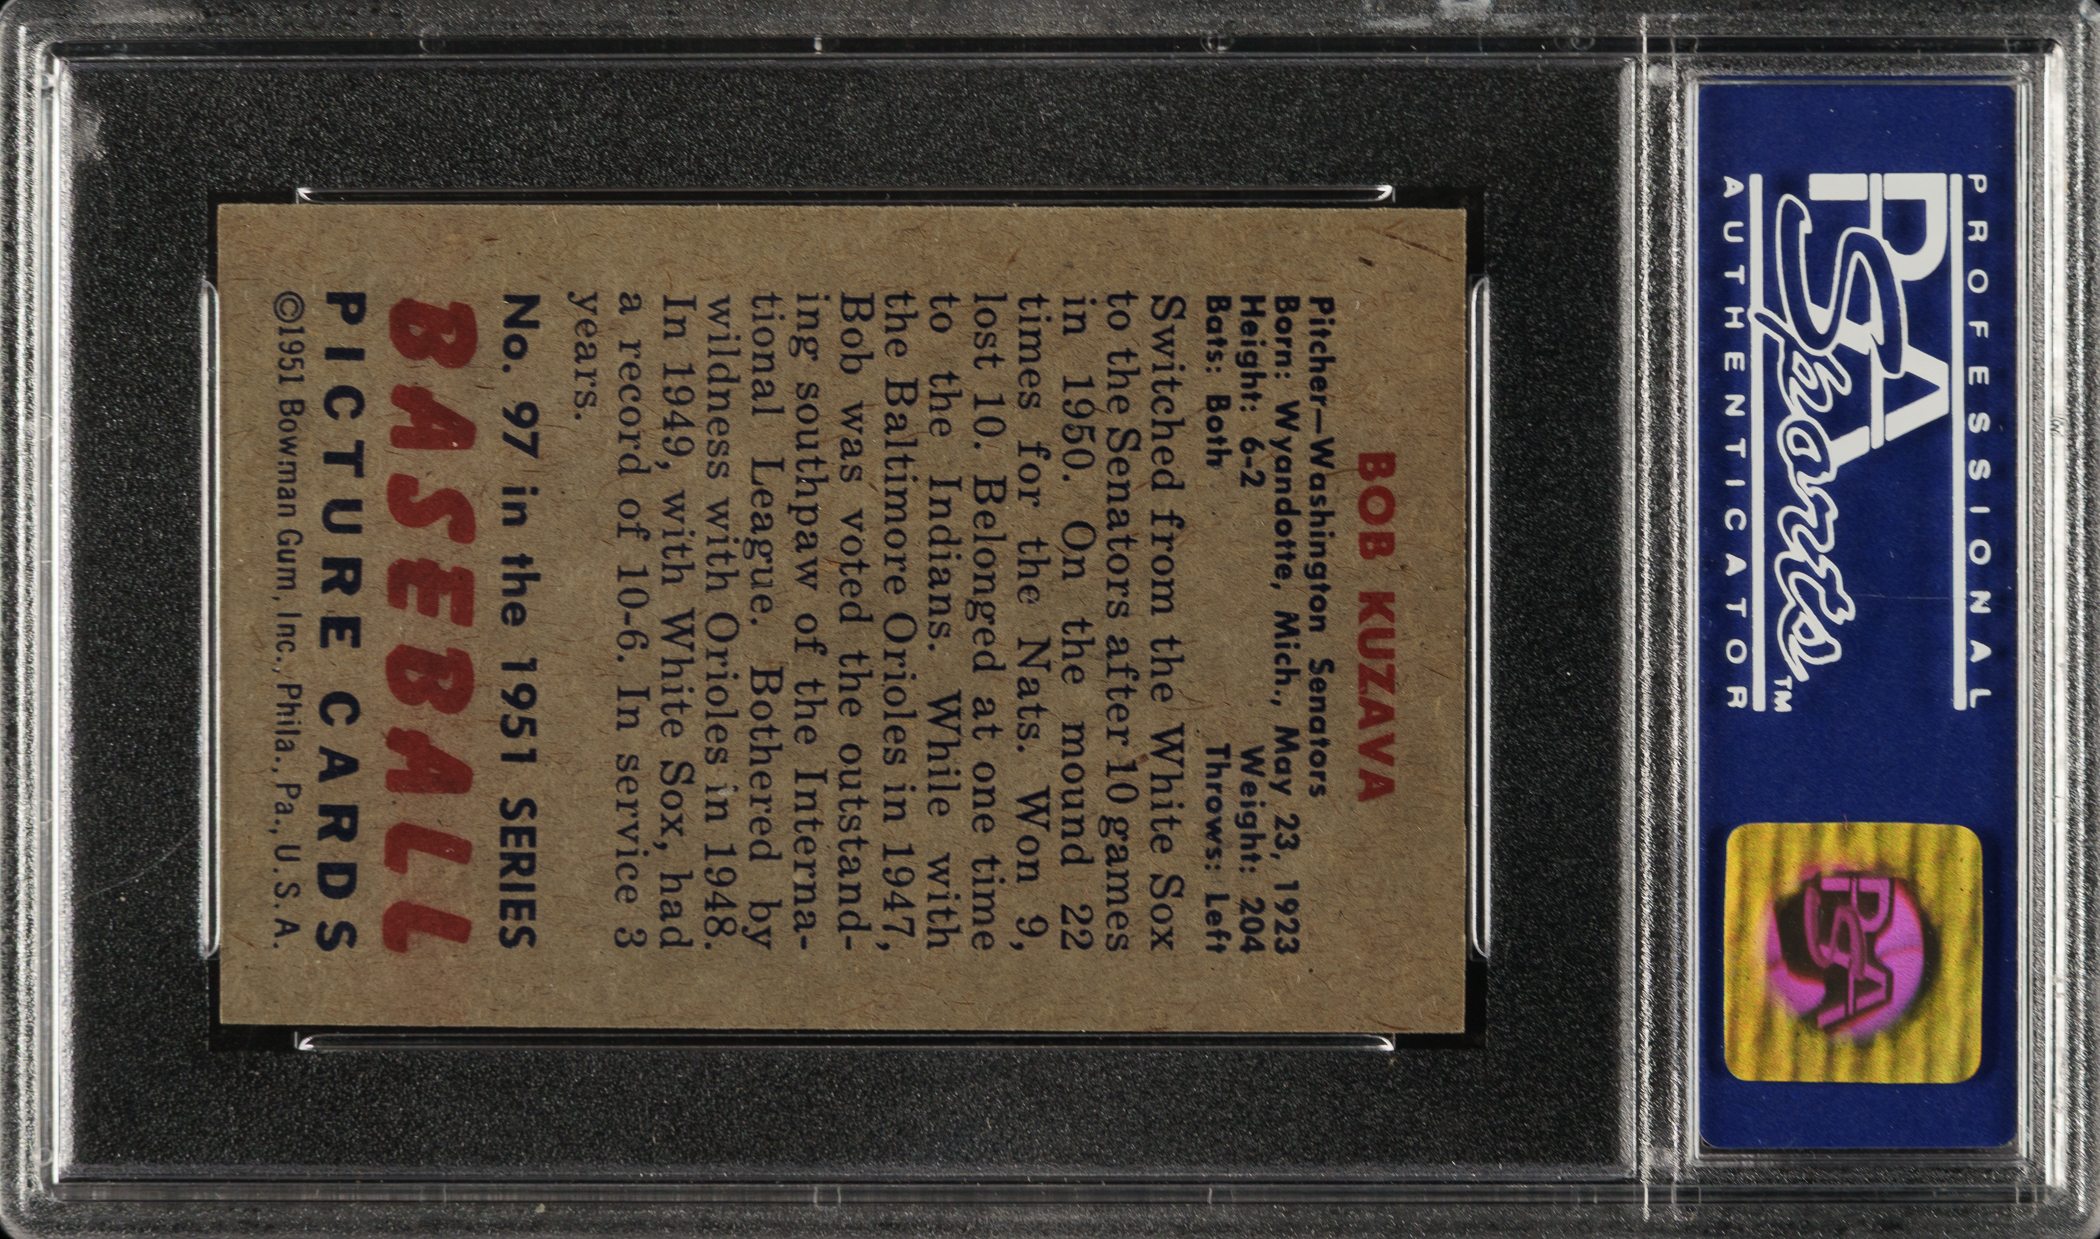 PROFESSIONAL
PSA
Sports™
AUTHENTICATOR
PSA
BOB KUZAVA
Pitcher—Washington Senators
Born: Wyandotte, Mich., May 23, 1923
Height: 6-2 Weight: 204
Bats: Both Throws: Left
Switched from the White Sox
to the Senators after 10 games
in 1950. On the mound 22
times for the Nats. Won 9,
lost 10. Belonged at one time
to the Indians. While with
the Baltimore Orioles in 1947,
Bob was voted the outstand-
ing southpaw of the Interna-
tional League. Bothered by
wildness with Orioles in 1948.
In 1949, with White Sox, had
a record of 10-6. In service 3
years.
No. 97 in the 1951 SERIES
BASEBALL
PICTURE CARDS
©1951 Bowman Gum, Inc., Phila., Pa., U.S.A.